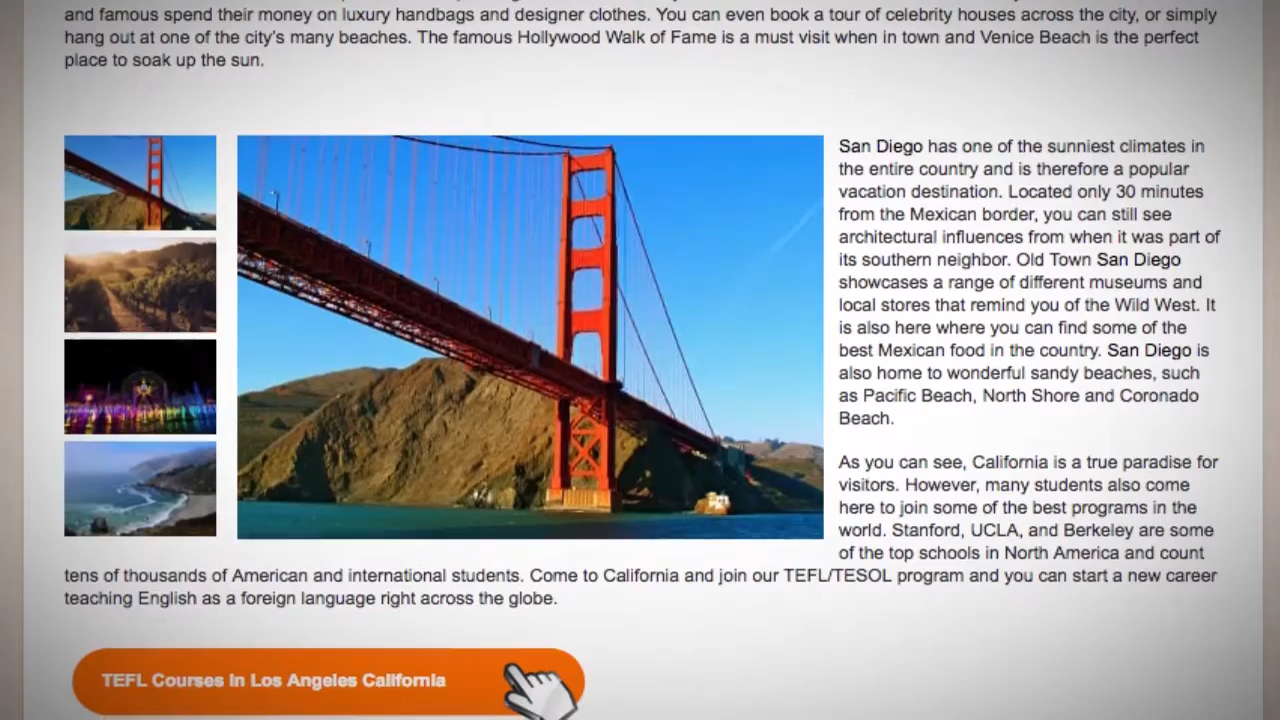 and famous spend their money on luxury handbags and designer clothes. You can even book a tour of celebrity houses across the city, or simply
hang out at one of the city's many beaches. The famous Hollywood Walk of Fame is a must visit when in town and Venice Beach is the perfect
place to soak up the sun.
San Diego has one of the sunniest climates in
the entire country and is therefore a popular
vacation destination. Located only 30 minutes
from the Mexican border, you can still see
architectural influences from when it was part of
its southern neighbor. Old Town San Diego
showcases a range of different museums and
local stores that remind you of the Wild West. It
is also here where you can find some of the
best Mexican food in the country. San Diego is
also home to wonderful sandy beaches, such
as Pacific Beach, North Shore and Coronado
Beach.
As you can see, California is a true paradise for
visitors. However, many students also come
here to join some of the best programs in the
world. Stanford, UCLA, and Berkeley are some
of the top schools in North America and count
tens of thousands of American and international students. Come to California and join our TEFL/TESOL program and you can start a new career
teaching English as a foreign language right across the globe.
TEFL Courses in Los Angeles California